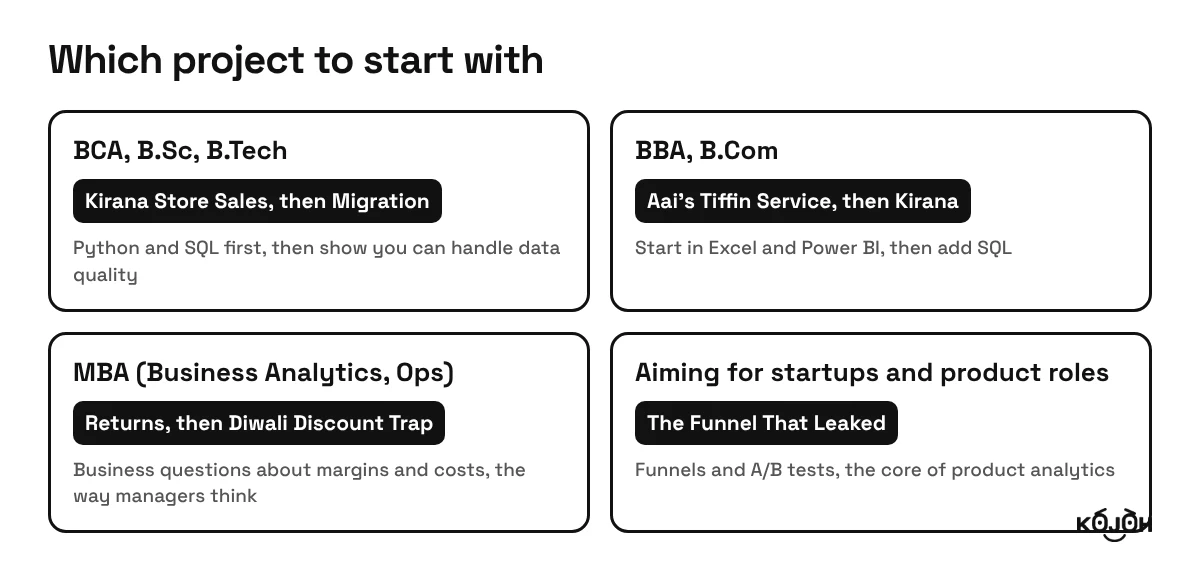 Which project to start with
BCA, B.Sc, B.Tech
Kirana Store Sales, then Migration
Python and SQL first, then show you can handle data
quality
BBA, B.Com
Aai's Tiffin Service, then Kirana
Start in Excel and Power BI, then add SQL
MBA (Business Analytics, Ops)
Returns, then Diwali Discount Trap
Business questions about margins and costs, the
way managers think
Aiming for startups and product roles
The Funnel That Leaked
Funnels and A/B tests, the core of product analytics
KOJOH